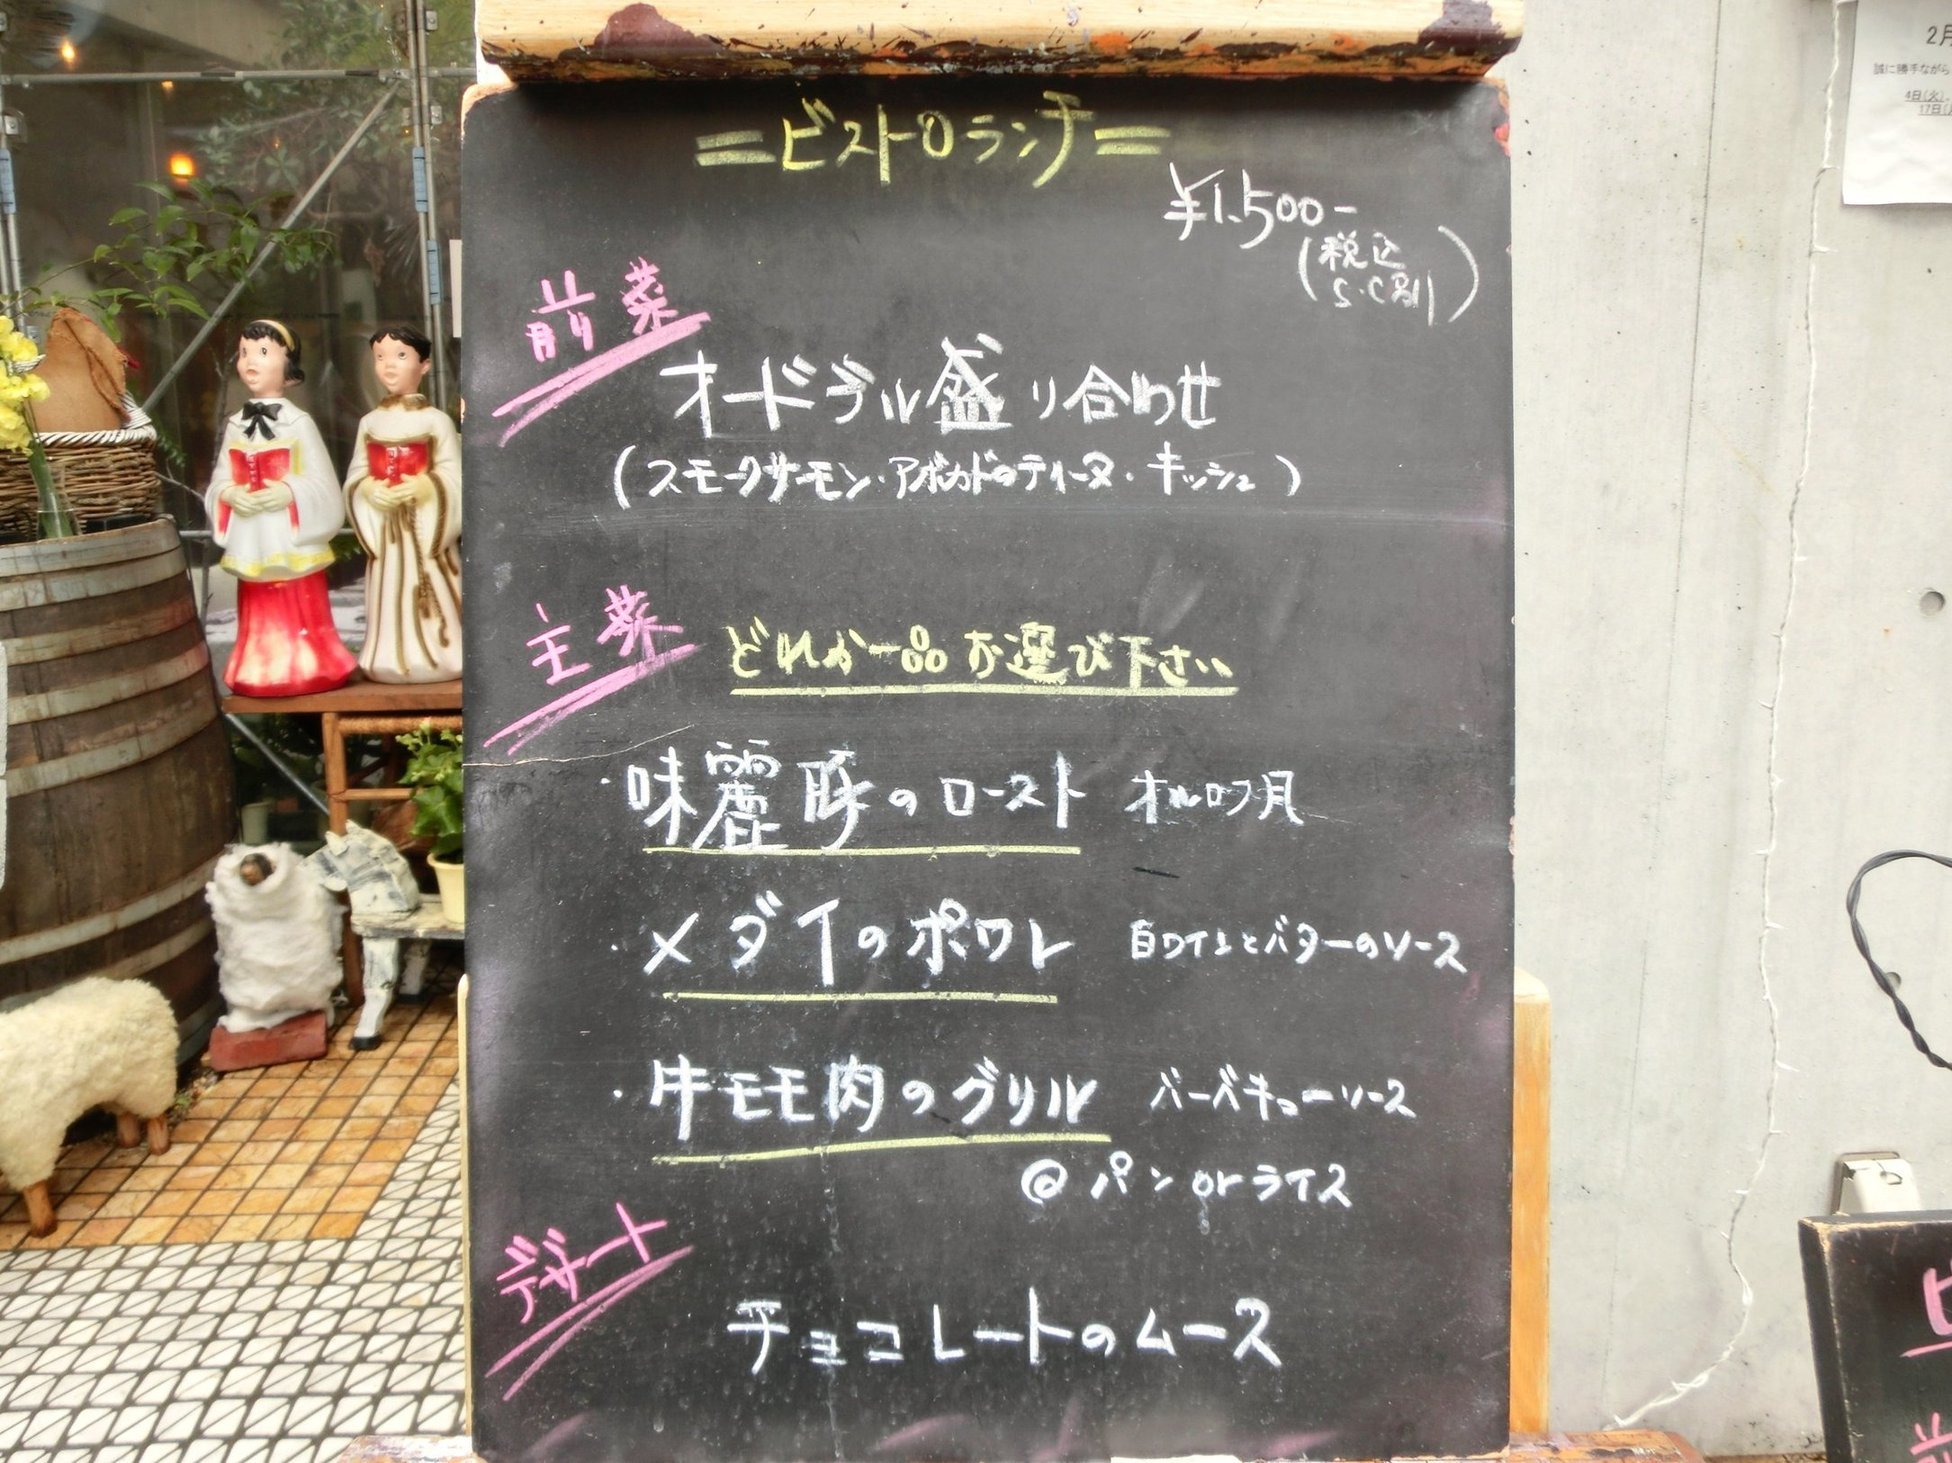 =ビストロランチ=
¥1,500-
(税込
S・C別)
前菜
オードヴル盛り合わせ
(スモークサーモン・アボカドのテリーヌ・キッシュ)
主菜 どれか一品お選び下さい
・味麗豚のロースト オルロフ風
・メダイのポワレ 白ワインとバターのソース
・牛モモ肉のグリル バーベキューソース
@パンorライス
デザート
チョコレートのムース
2月
誠に勝手ながら
4日(火)、
17日(月